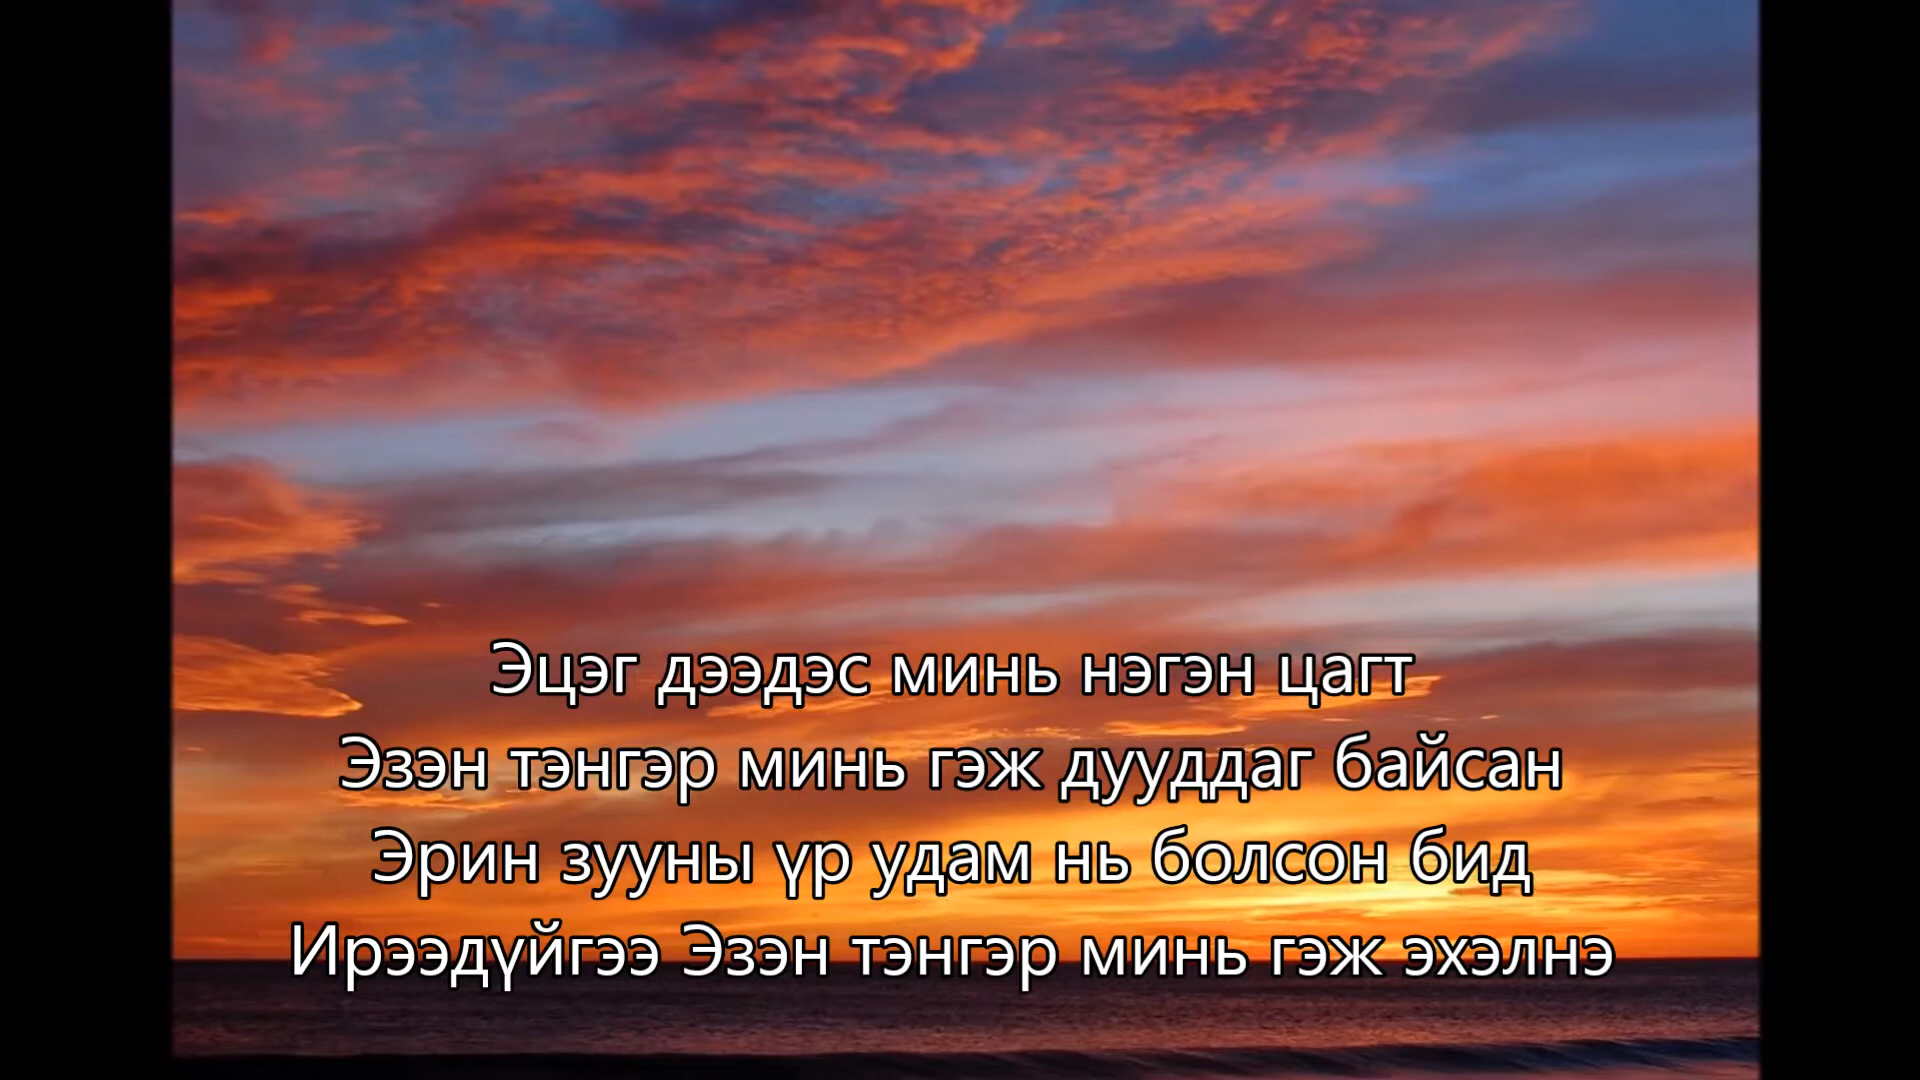 Эцэг дээдэс минь нэгэн цагт
Эзэн тэнгэр минь гэж дууддаг байсан
Эрин зууны үр удам нь болсон бид
Ирээдүйгээ Эзэн тэнгэр минь гэж эхэлнэ